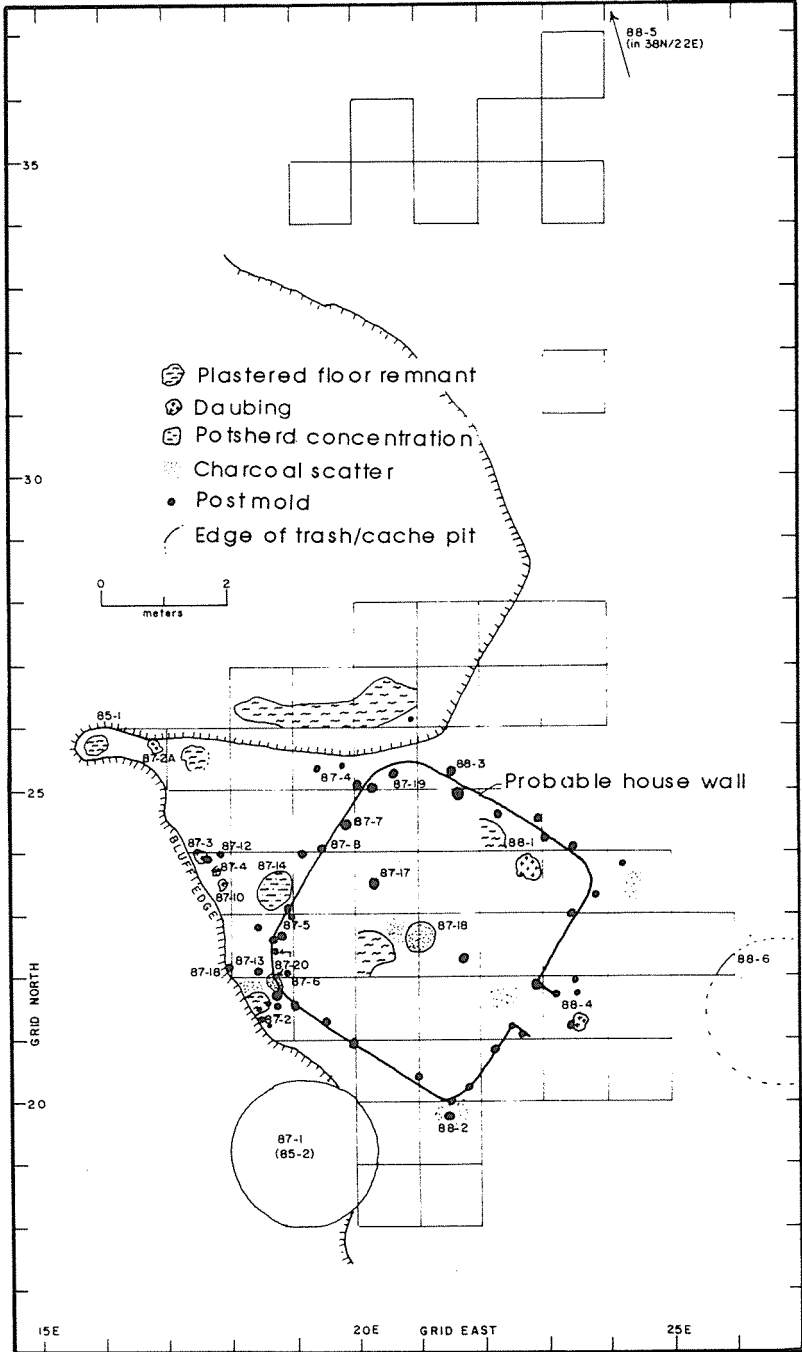 88-5
(in 38N/22E)
35
Plastered floor remnant
Daubing
Potsherd concentration
Charcoal scatter
Postmold
Edge of trash/cache pit
30
0 2
meters
85-1
87-2A
87-4
87-19
88-3
25
Probable house wall
87-7
87-3
87-12
87-8
88-1
87-4
87-14
87-17
87-10
BLUFF EDGE
87-5
87-18
87-13
87-18
87-20
87-6
88-6
88-4
87-2
GRID NORTH
20
88-2
87-1
(85-2)
15E
20E
GRID EAST
25E